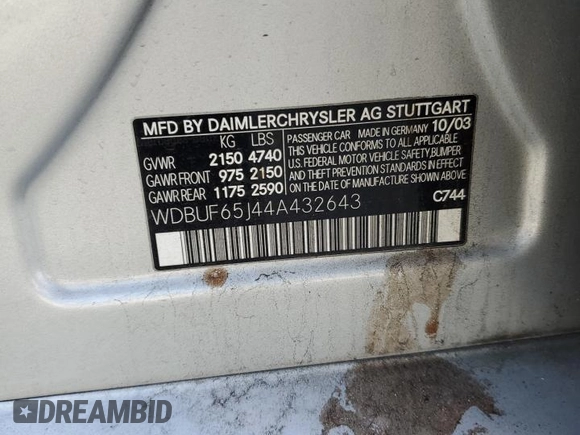 MFD BY DAIMLERCHRYSLER AG STUTTGART
KG LBS
GVWR 2150 4740
GAWR FRONT 975 2150
GAWR REAR 1175 2590
PASSENGER CAR MADE IN GERMANY 10/03
THIS VEHICLE CONFORMS TO ALL APPLICABLE
U.S. FEDERAL MOTOR VEHICLE SAFETY, BUMPER
AND THEFT PREVENTION STANDARDS IN EFFECT
ON THE DATE OF MANUFACTURE SHOWN ABOVE.
WDBUF65J44A432643
C744
DREAMBID